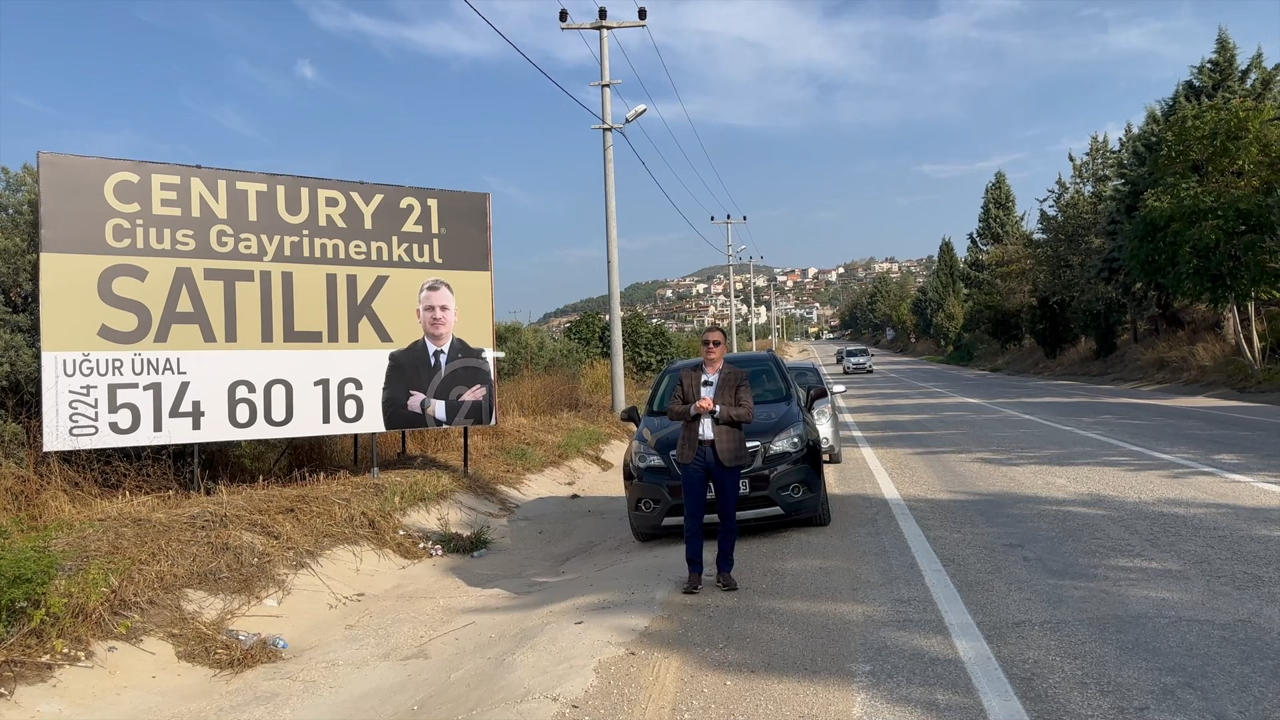 CENTURY 21®
Cius Gayrimenkul
SATILIK
UĞUR ÜNAL
0224 514 60 16